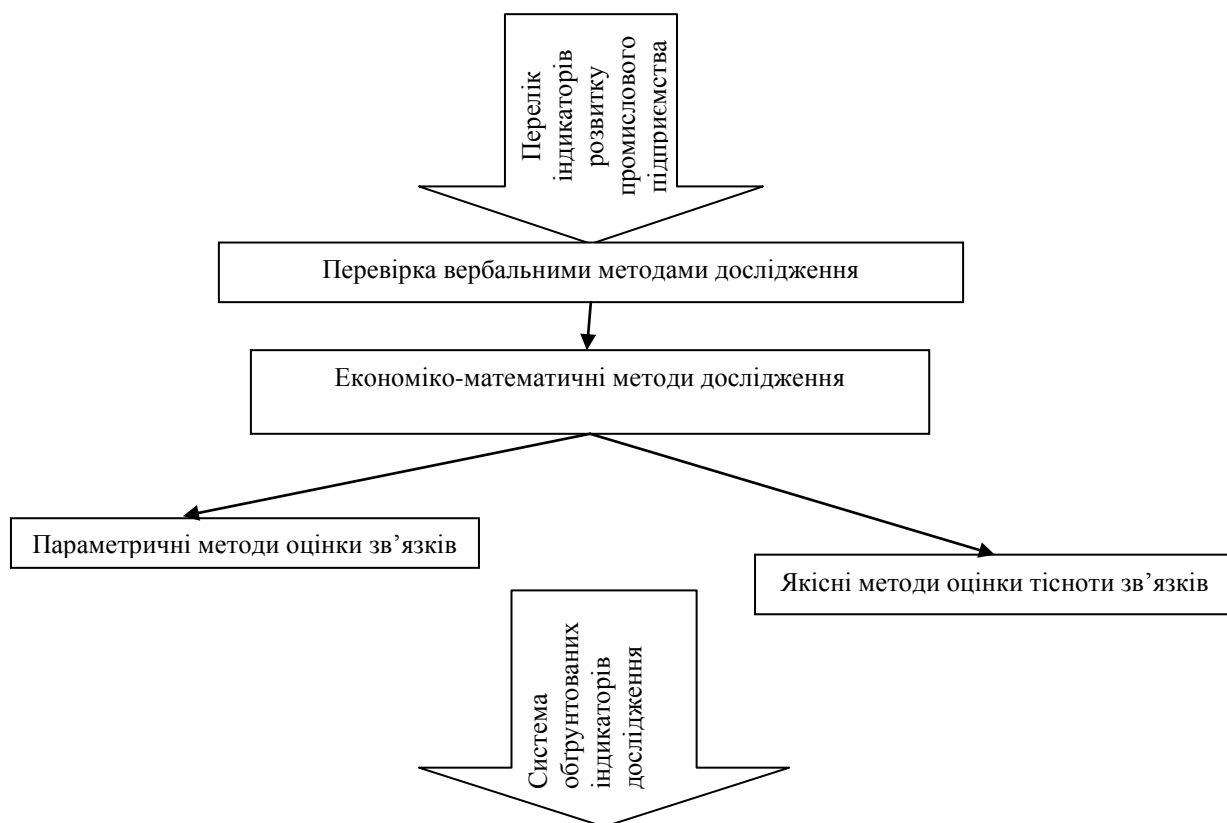 Перелік
індикаторів
розвитку
промислового
підприємства
Перевірка вербальними методами дослідження
Економіко-математичні методи дослідження
Параметричні методи оцінки зв’язків
Якісні методи оцінки тісноти зв’язків
Система
обґрунтованих
індикаторів
дослідження